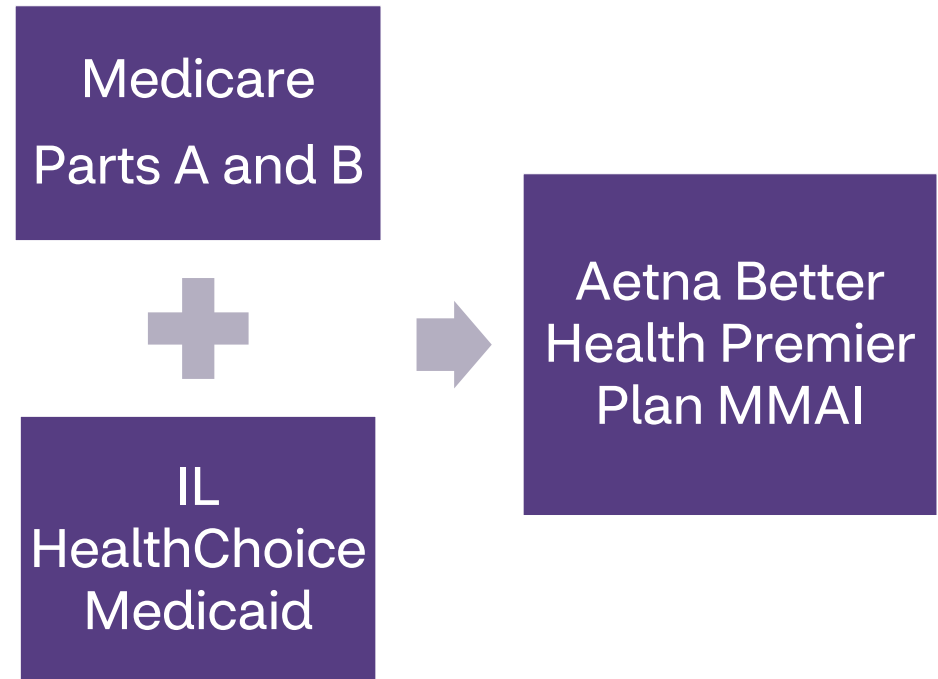 Medicare
Parts A and B
IL
HealthChoice
Medicaid
Aetna Better
Health Premier
Plan MMAI